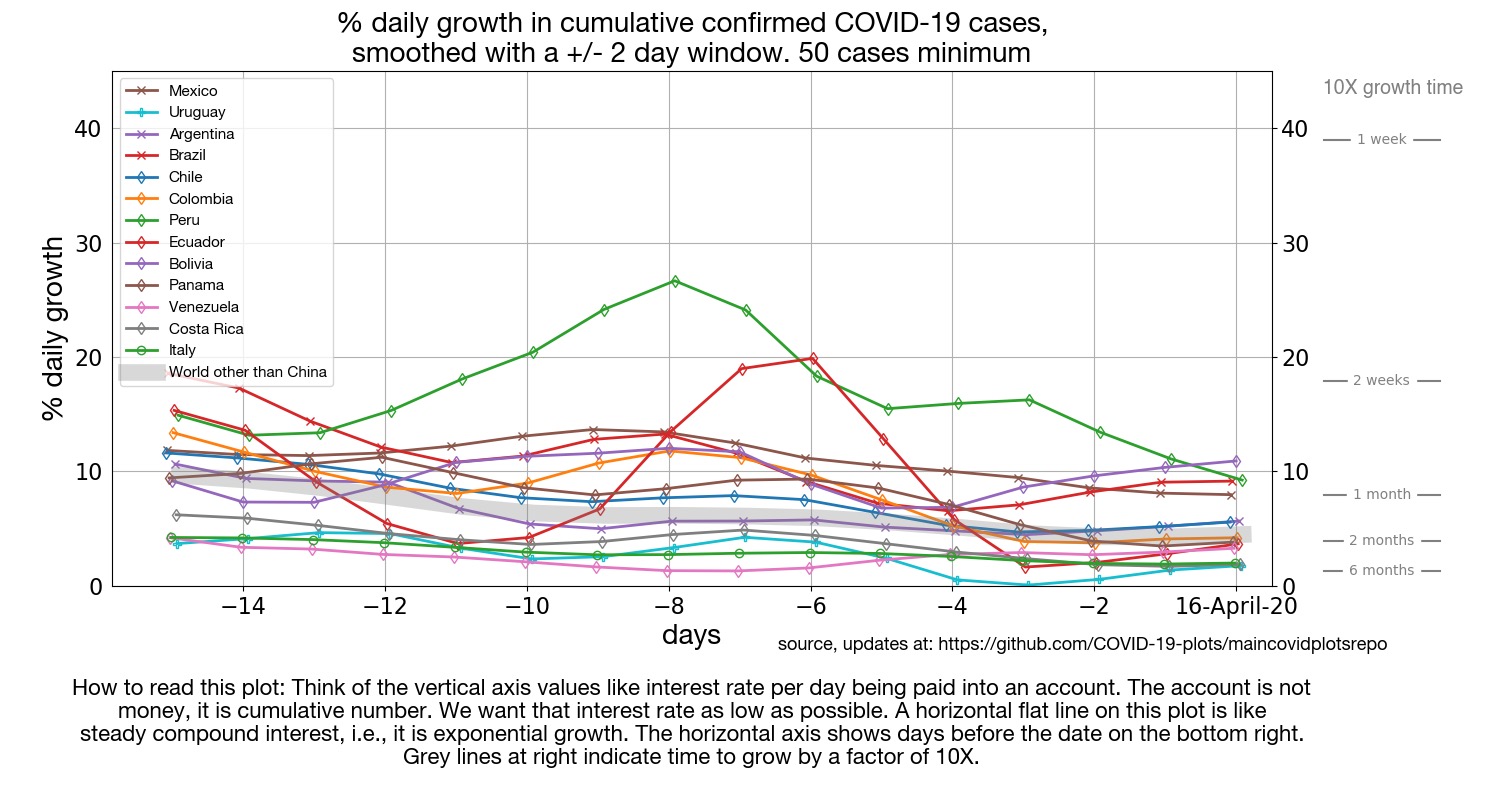 % daily growth in cumulative confirmed COVID-19 cases,
smoothed with a +/- 2 day window. 50 cases minimum
10X growth time
1 week
2 weeks
1 month
2 months
6 months
% daily growth
40
30
20
10
0
Mexico
Uruguay
Argentina
Brazil
Chile
Colombia
Peru
Ecuador
Bolivia
Panama
Venezuela
Costa Rica
Italy
World other than China
40
30
20
10
0
−14
−12
−10
−8
−6
−4
−2
16-April-20
days
source, updates at: https://github.com/COVID-19-plots/maincovidplotsrepo
How to read this plot: Think of the vertical axis values like interest rate per day being paid into an account. The account is not
money, it is cumulative number. We want that interest rate as low as possible. A horizontal flat line on this plot is like
steady compound interest, i.e., it is exponential growth. The horizontal axis shows days before the date on the bottom right.
Grey lines at right indicate time to grow by a factor of 10X.